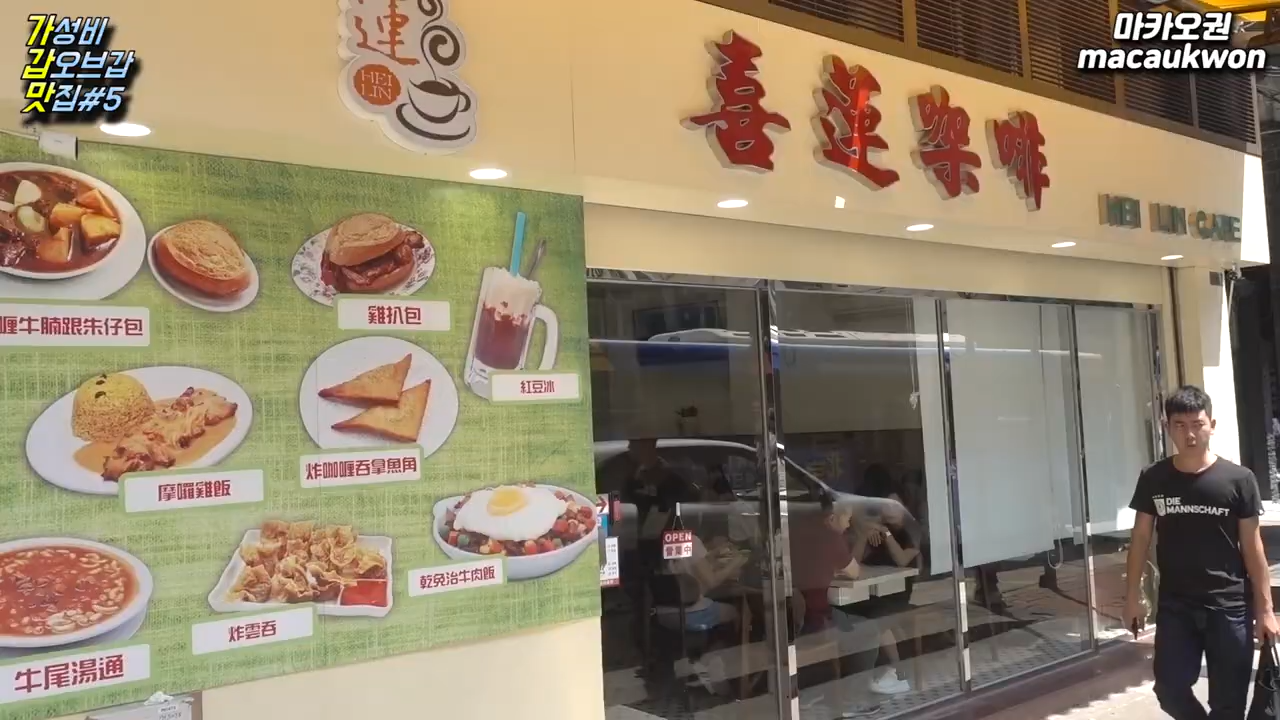 가성비
갑오브갑
맛집#5
마카오권
macaukwon
蓮
HEI
LIN
喜蓮咖啡
HEI LIN CAFE
喱牛腩跟朱仔包
雞扒包
紅豆冰
摩囉雞飯
炸咖喱吞拿魚角
乾免治牛肉飯
炸雲吞
牛尾湯通
OPEN
營業中
DIE
MANNSCHAFT